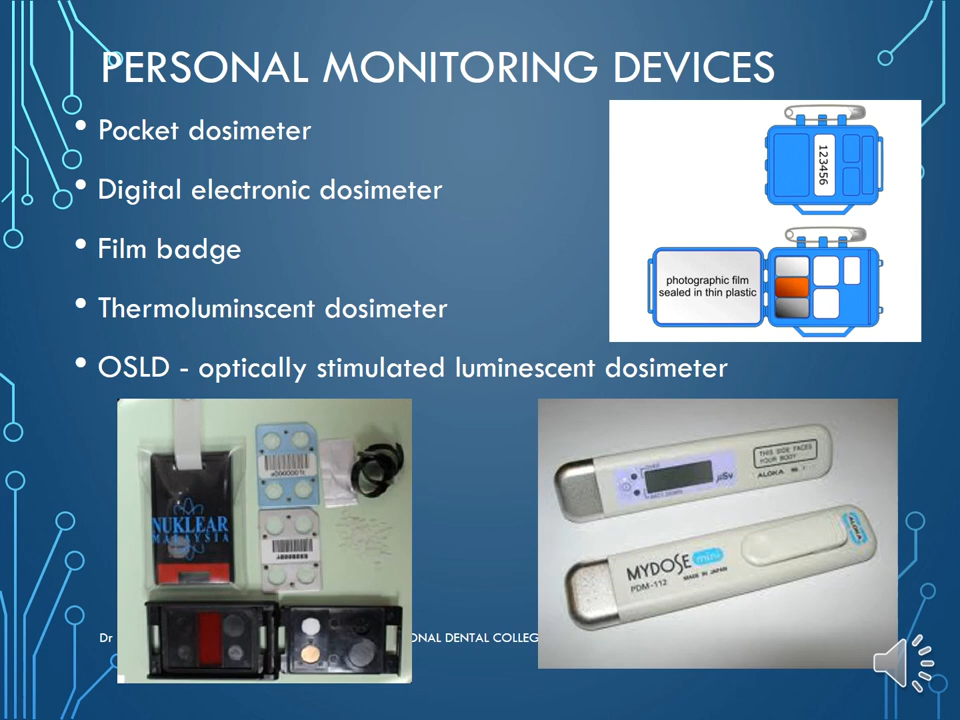 PERSONAL MONITORING DEVICES
• Pocket dosimeter
• Digital electronic dosimeter
• Film badge
• Thermoluminscent dosimeter
• OSLD - optically stimulated luminescent dosimeter
123456
photographic film
sealed in thin plastic
NUKLEAR
MALAYSIA
THIS SIDE FACES
YOUR BODY
ALOKA
μSv
MYDOSE mini
PDM-112
MADE IN JAPAN
ALOKA
Dr
ONAL DENTAL COLLEG